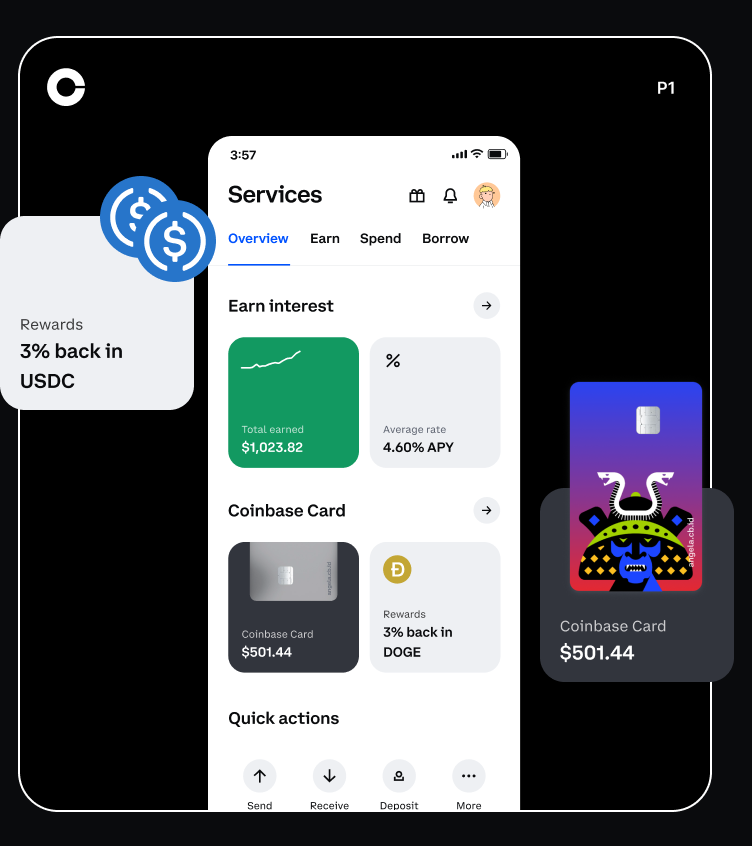 P1
3:57
Services
Overview Earn Spend Borrow
Rewards
3% back in
USDC
Earn interest
Total earned
$1,023.82
Average rate
4.60% APY
Coinbase Card
angela.cb.id
Coinbase Card
$501.44
Rewards
3% back in
DOGE
angela.cb.id
Coinbase Card
$501.44
Quick actions
Send Receive Deposit More